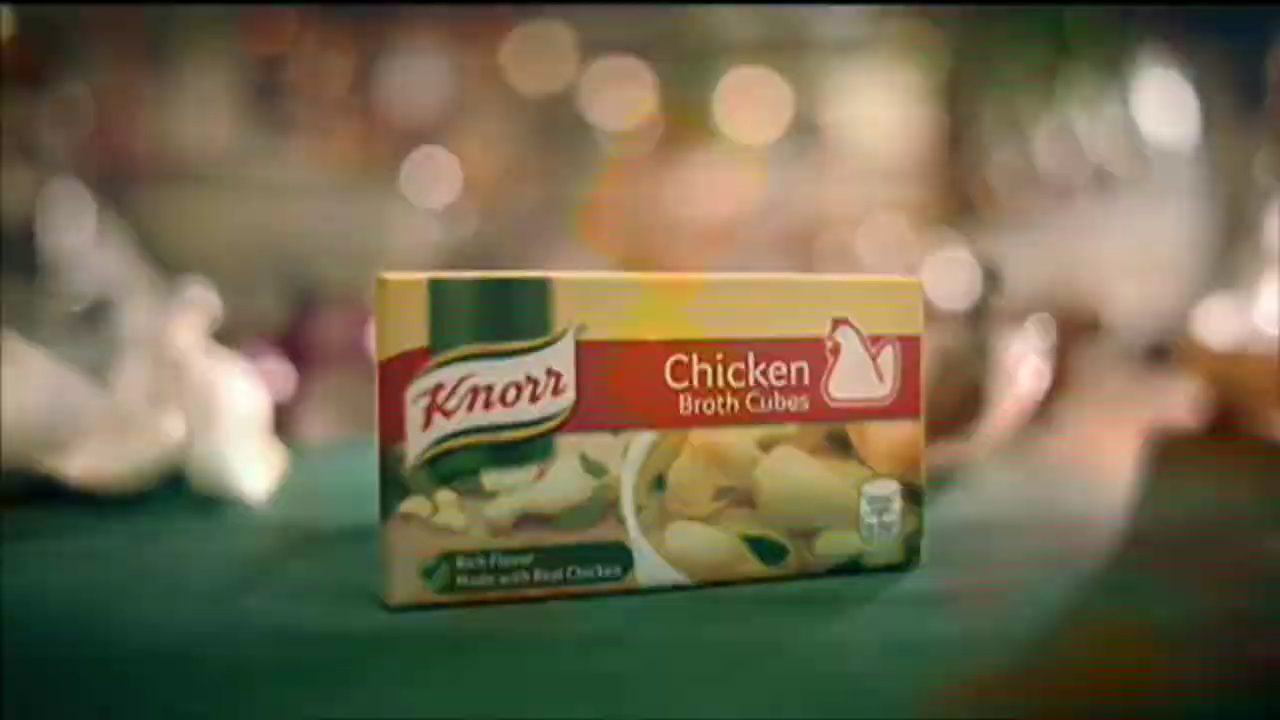 Knorr
Chicken
Broth Cubes
Rich Flavor
Made with Real Chicken